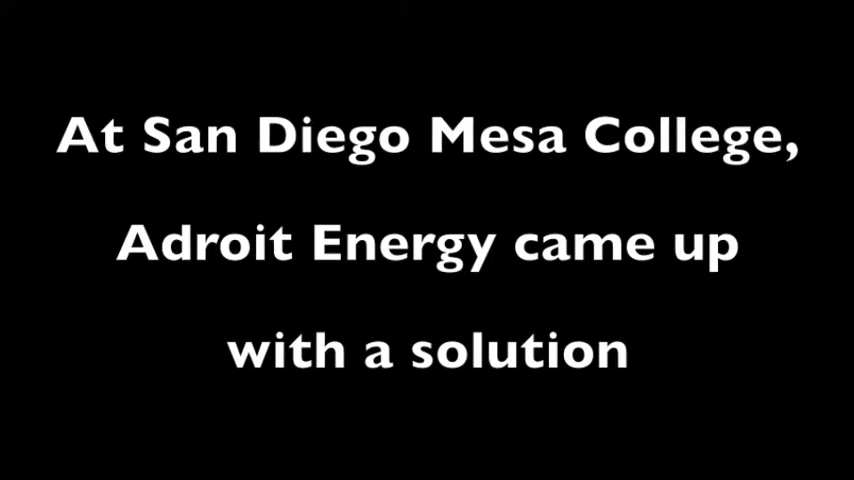 At San Diego Mesa College,
Adroit Energy came up
with a solution